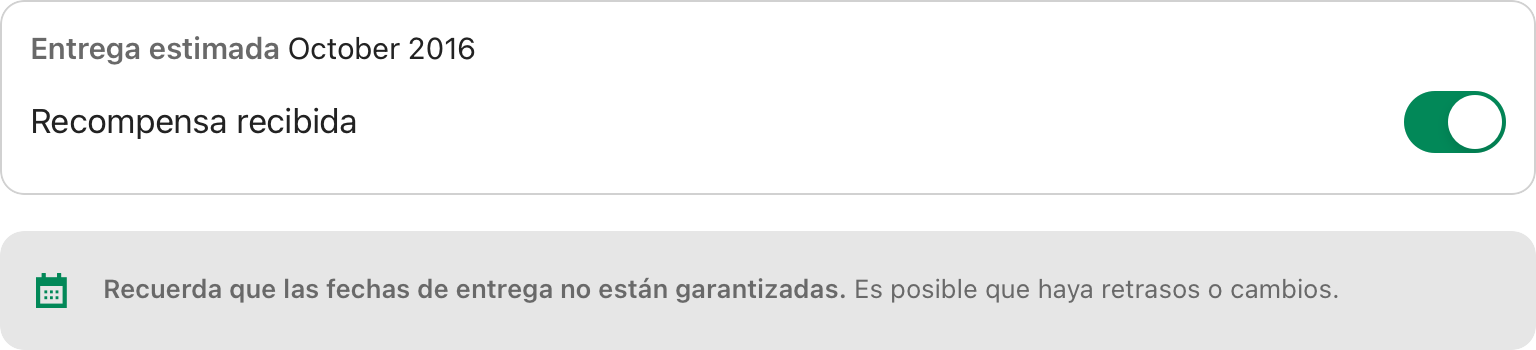 Entrega estimada October 2016
Recompensa recibida
Recuerda que las fechas de entrega no están garantizadas. Es posible que haya retrasos o cambios.